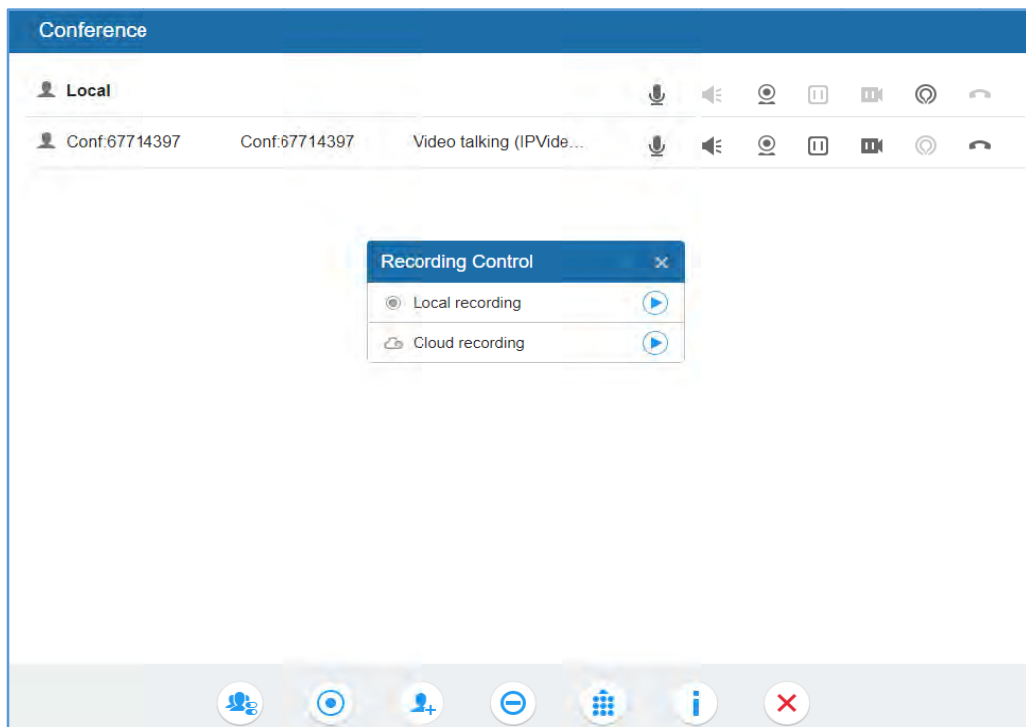 Conference
Local
Conf:67714397 Conf:67714397 Video talking (IPVide...
Recording Control
Local recording
Cloud recording